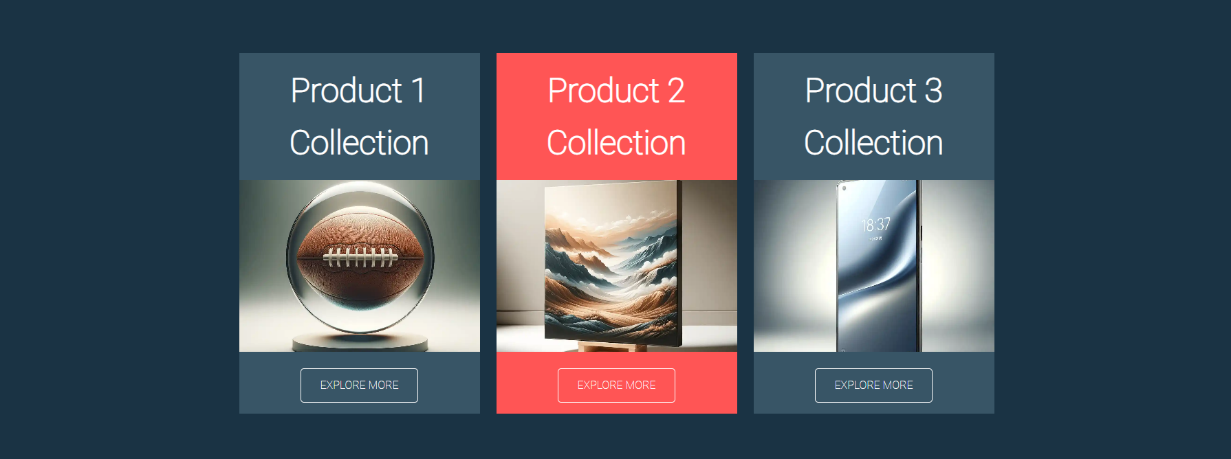 Product 1
Collection
EXPLORE MORE
Product 2
Collection
EXPLORE MORE
Product 3
Collection
18:37
EXPLORE MORE